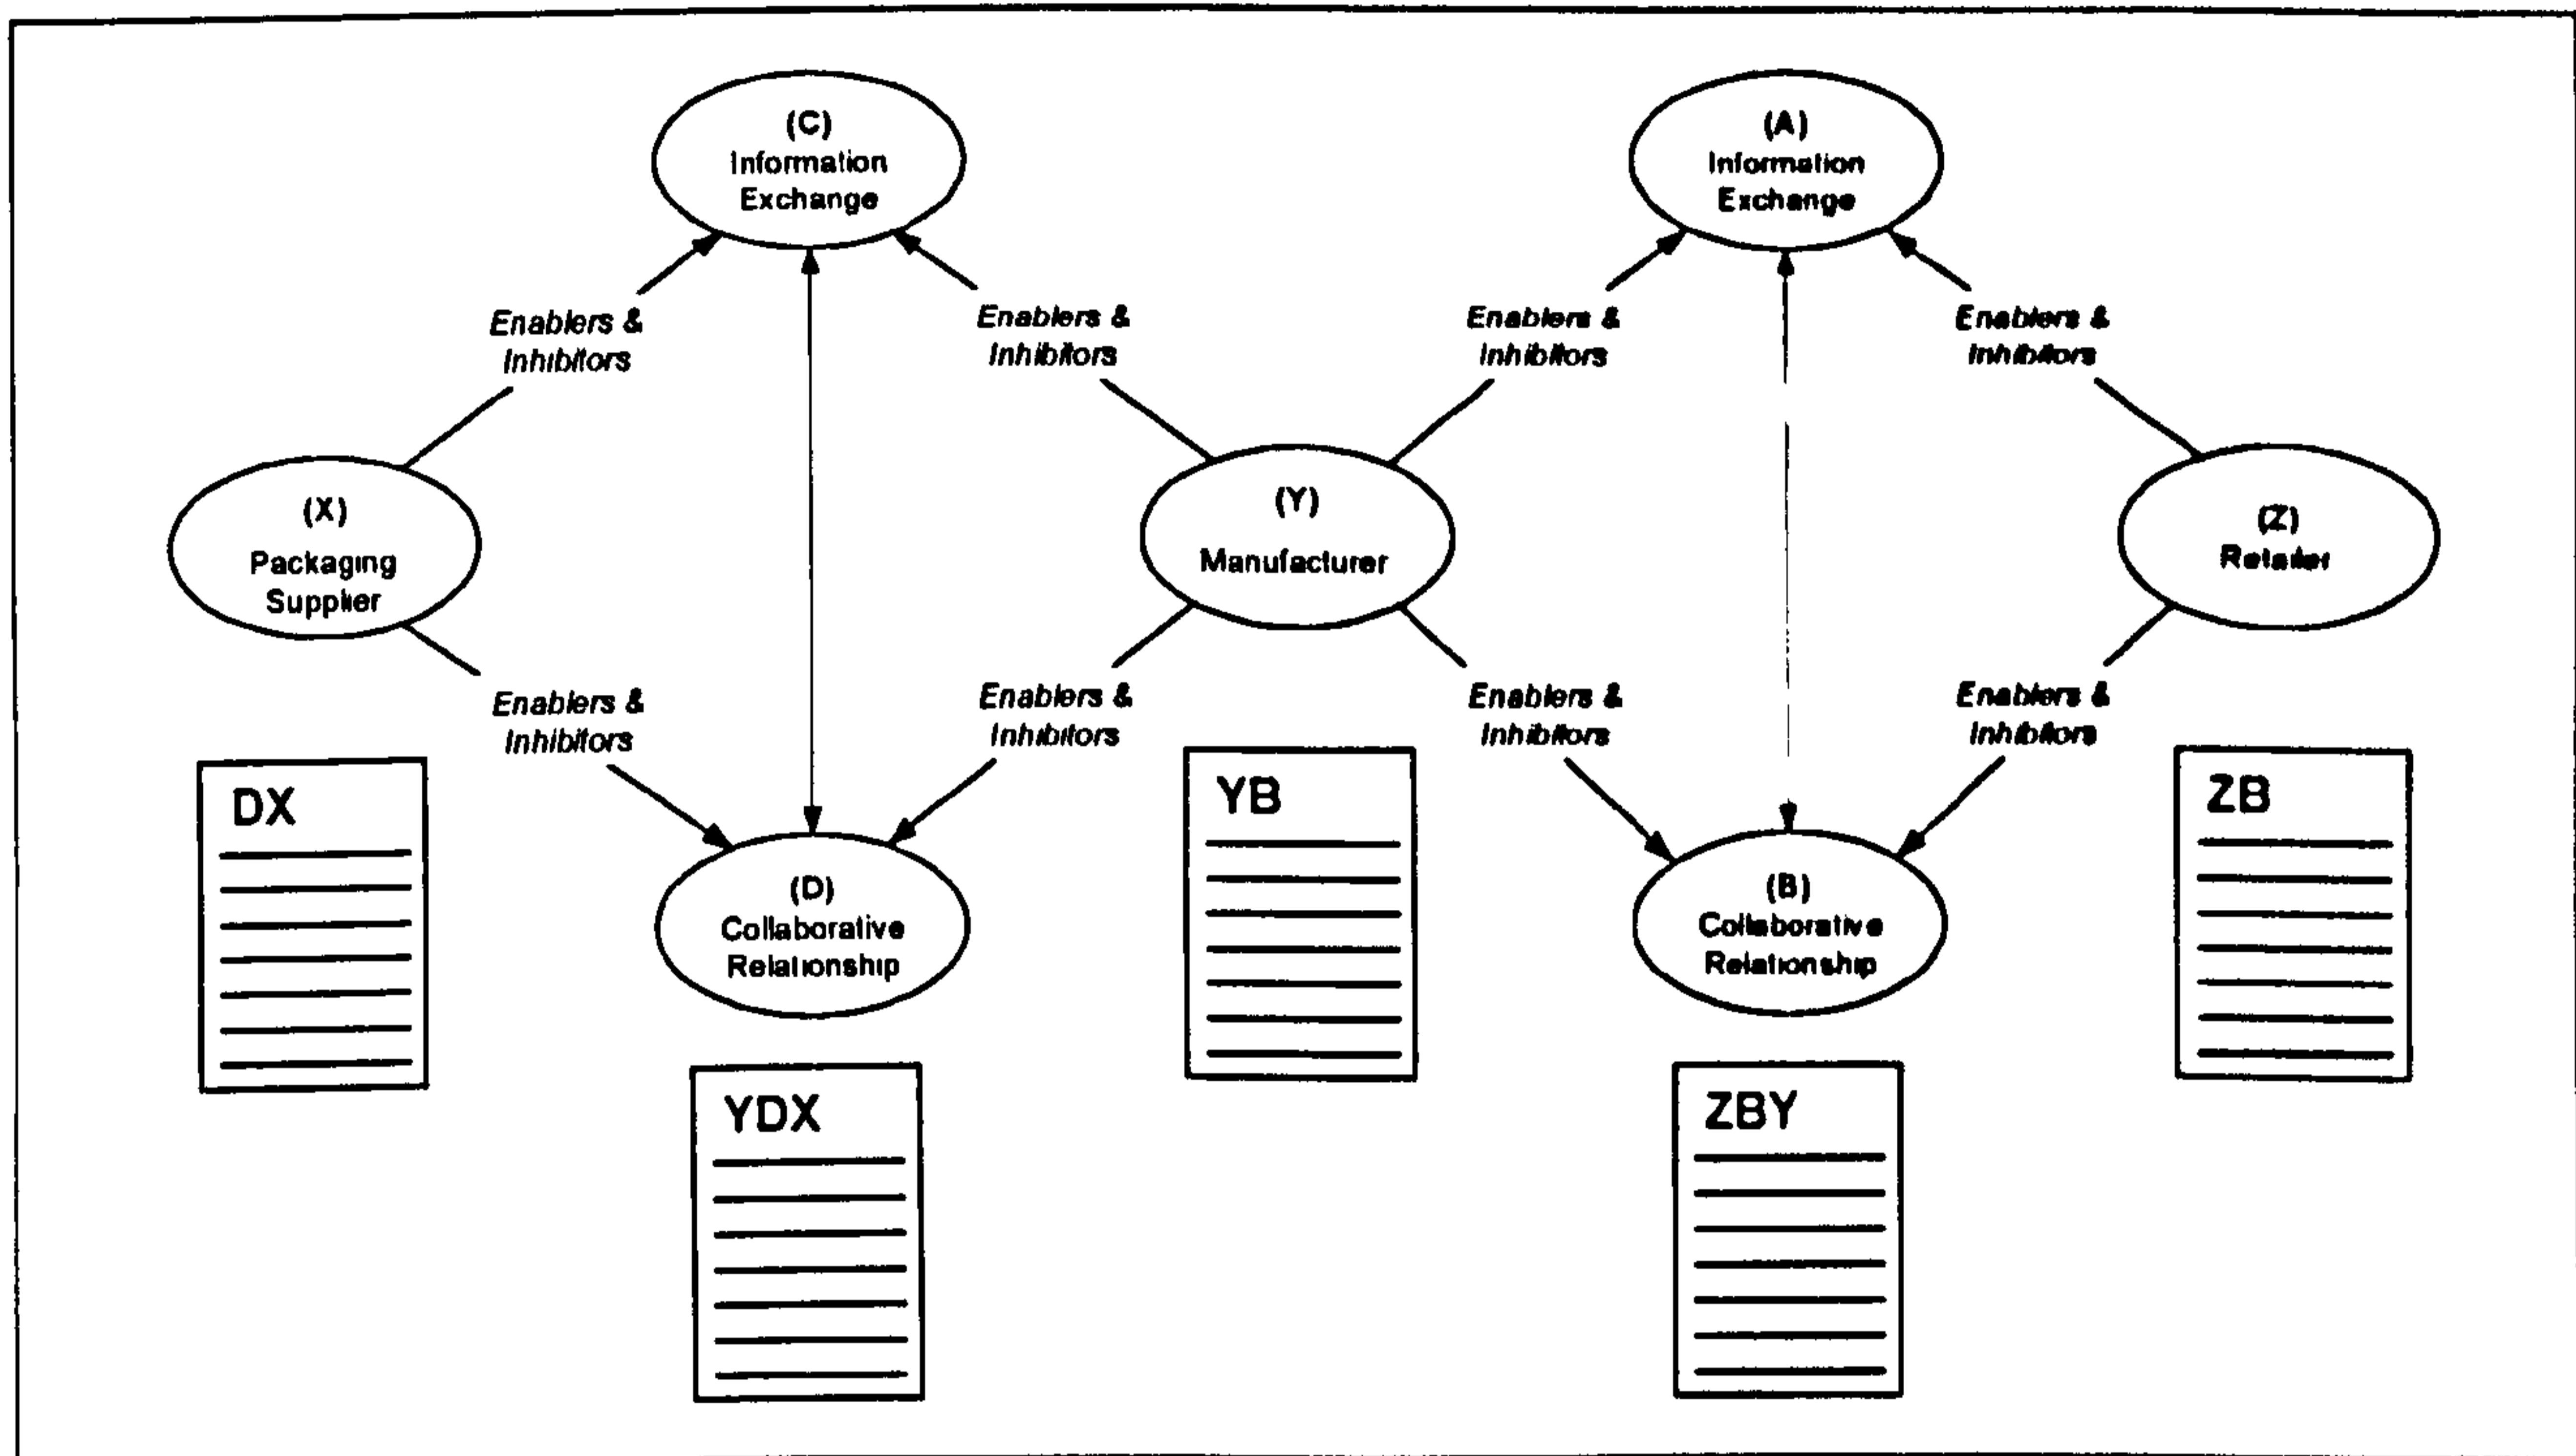 (C)
Information
Exchange
(A)
Information
Exchange
Enablers &
Inhibitors
Enablers &
Inhibitors
Enablers &
Inhibitors
Enablers &
Inhibitors
(X)
Packaging
Supplier
(Y)
Manufacturer
(Z)
Retailer
Enablers &
Inhibitors
Enablers &
Inhibitors
Enablers &
Inhibitors
Enablers &
Inhibitors
DX
YB
ZB
(D)
Collaborative
Relationship
(B)
Collaborative
Relationship
YDX
ZBY